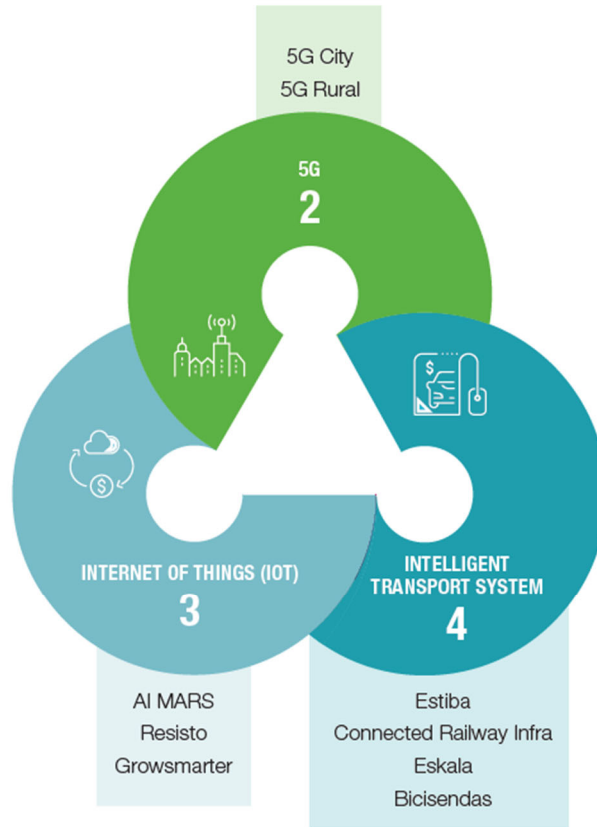 5G City
5G Rural
5G
2
$
$
INTERNET OF THINGS (IOT)
3
INTELLIGENT
TRANSPORT SYSTEM
4
AI MARS
Resisto
Growsmarter
Estiba
Connected Railway Infra
Eskala
Bicisendas